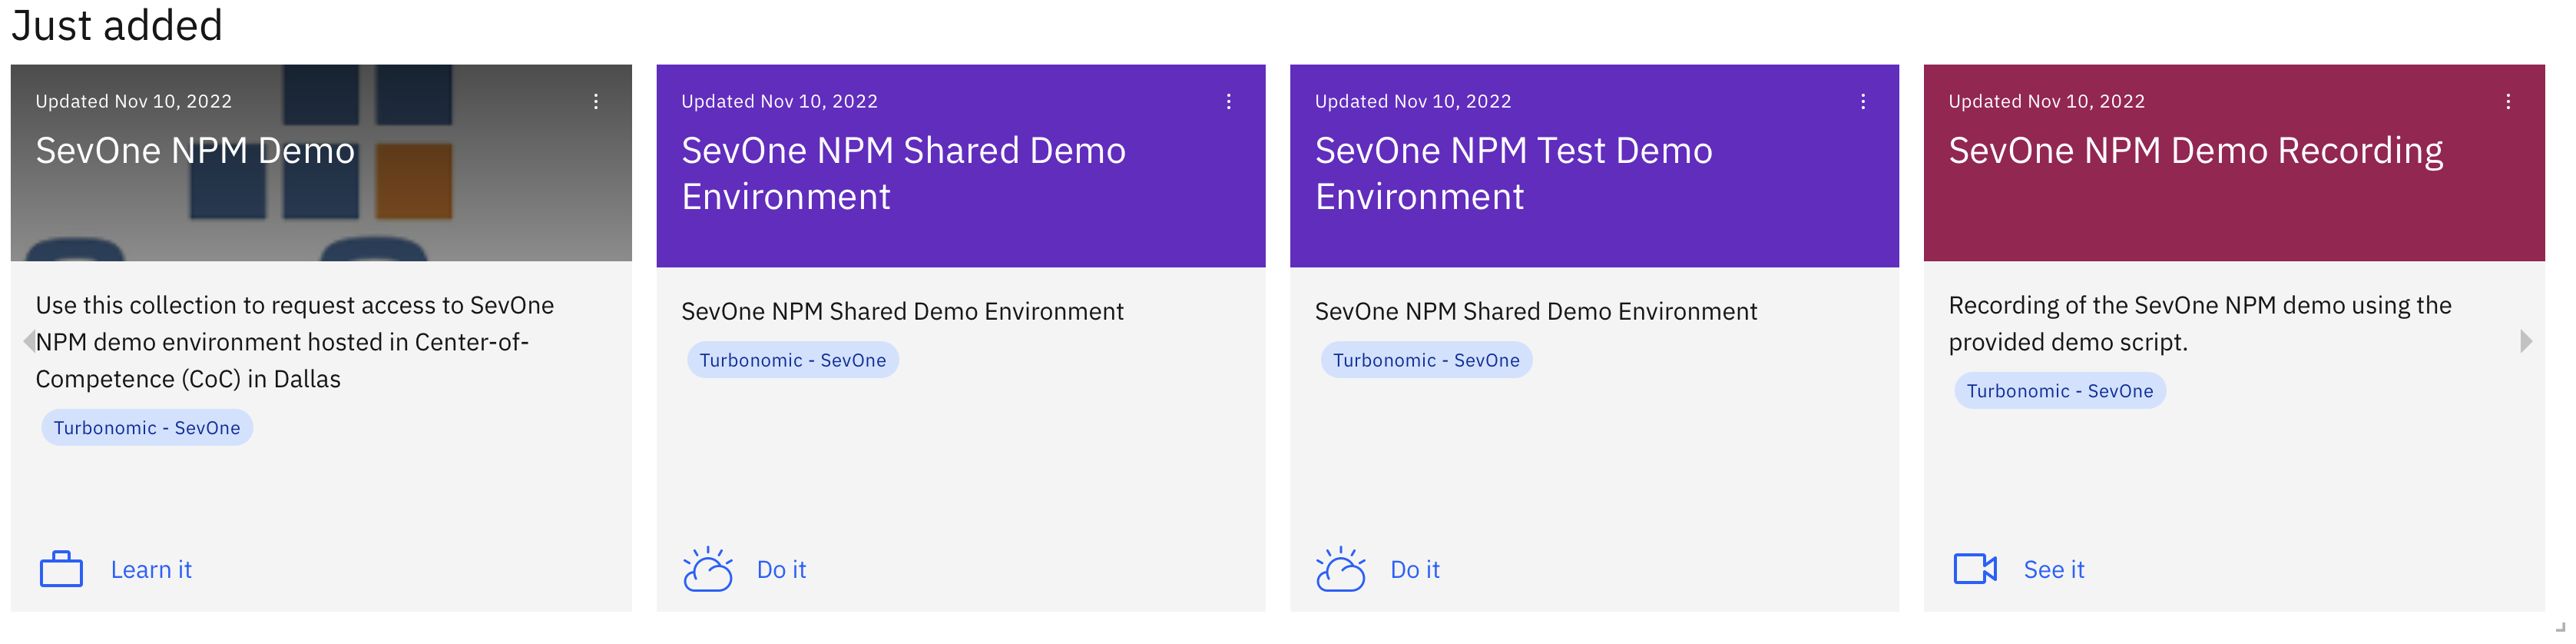 Just added
Updated Nov 10, 2022
SevOne NPM Demo
Use this collection to request access to SevOne
NPM demo environment hosted in Center-of-
Competence (CoC) in Dallas
Turbonomic - SevOne
Learn it
Updated Nov 10, 2022
SevOne NPM Shared Demo
Environment
SevOne NPM Shared Demo Environment
Turbonomic - SevOne
Do it
Updated Nov 10, 2022
SevOne NPM Test Demo
Environment
SevOne NPM Shared Demo Environment
Turbonomic - SevOne
Do it
Updated Nov 10, 2022
SevOne NPM Demo Recording
Recording of the SevOne NPM demo using the
provided demo script.
Turbonomic - SevOne
See it